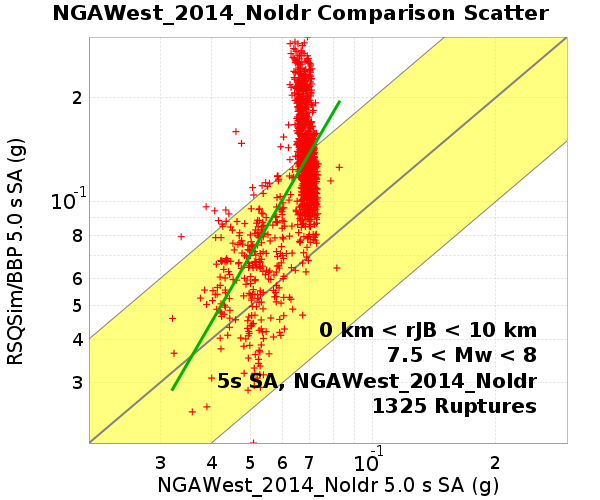 NGAWest_2014_NoIdr Comparison Scatter
RSQSim/BBP 5.0 s SA (g)
2
10-1
8
7
6
5
4
3
0 km < rJB < 10 km
7.5 < Mw < 8
5s SA, NGAWest_2014_NoIdr
1325 Ruptures
3 4 5 6 7 10-1 2
NGAWest_2014_NoIdr 5.0 s SA (g)